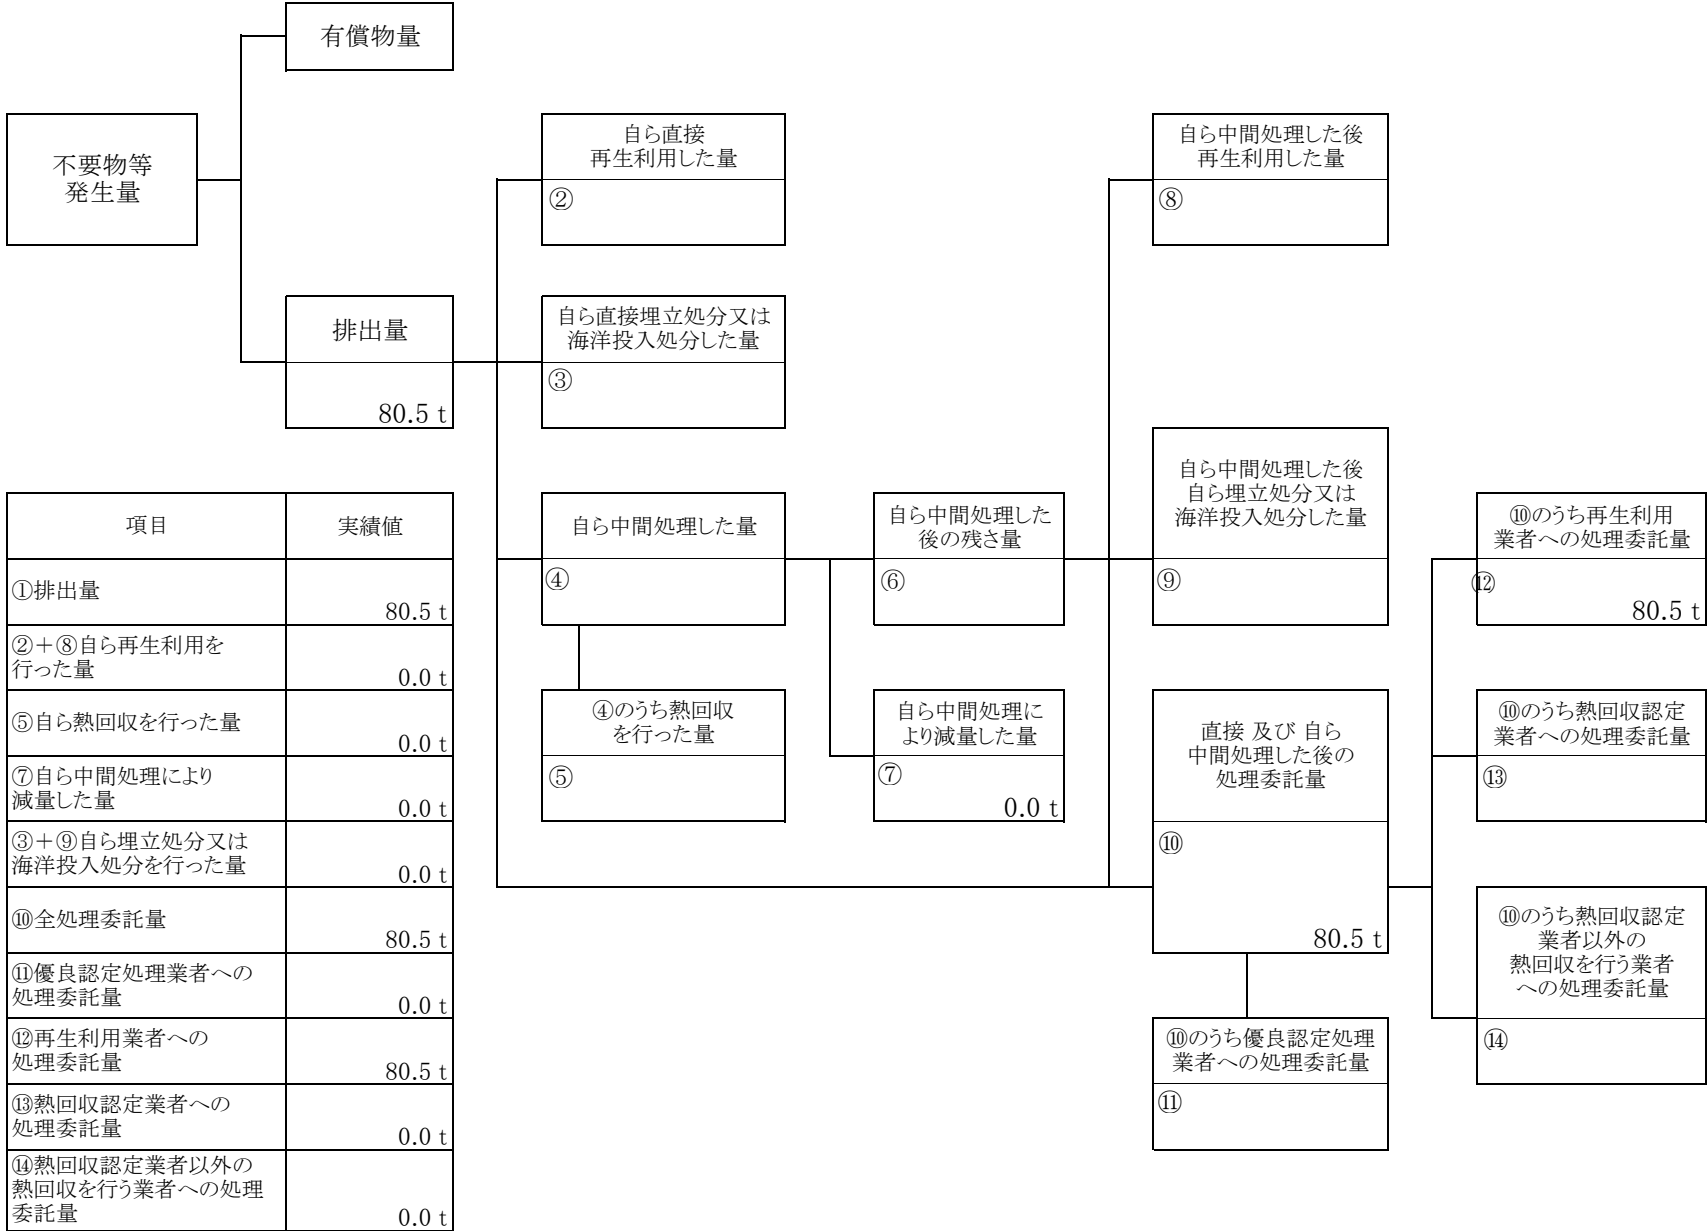 有償物量
不要物等
発生量
自ら直接
再生利用した量
②
自ら中間処理した後
再生利用した量
⑧
排出量
80.5 t
自ら直接埋立処分又は
海洋投入処分した量
③
自ら中間処理した量
④
自ら中間処理した
後の残さ量
⑥
自ら中間処理した後
自ら埋立処分又は
海洋投入処分した量
⑨
⑩のうち再生利用
業者への処理委託量
⑫
80.5 t
④のうち熱回収
を行った量
⑤
自ら中間処理に
より減量した量
⑦
0.0 t
直接 及び 自ら
中間処理した後の
処理委託量
⑩
80.5 t
⑩のうち熱回収認定
業者への処理委託量
⑬
⑩のうち熱回収認定
業者以外の
熱回収を行う業者
への処理委託量
⑭
⑩のうち優良認定処理
業者への処理委託量
⑪
項目 実績値
①排出量
80.5 t
②＋⑧自ら再生利用を
行った量
0.0 t
⑤自ら熱回収を行った量
0.0 t
⑦自ら中間処理により
減量した量
0.0 t
③＋⑨自ら埋立処分又は
海洋投入処分を行った量
0.0 t
⑩全処理委託量
80.5 t
⑪優良認定処理業者への
処理委託量
0.0 t
⑫再生利用業者への
処理委託量
80.5 t
⑬熱回収認定業者への
処理委託量
0.0 t
⑭熱回収認定業者以外の
熱回収を行う業者への処理
委託量
0.0 t